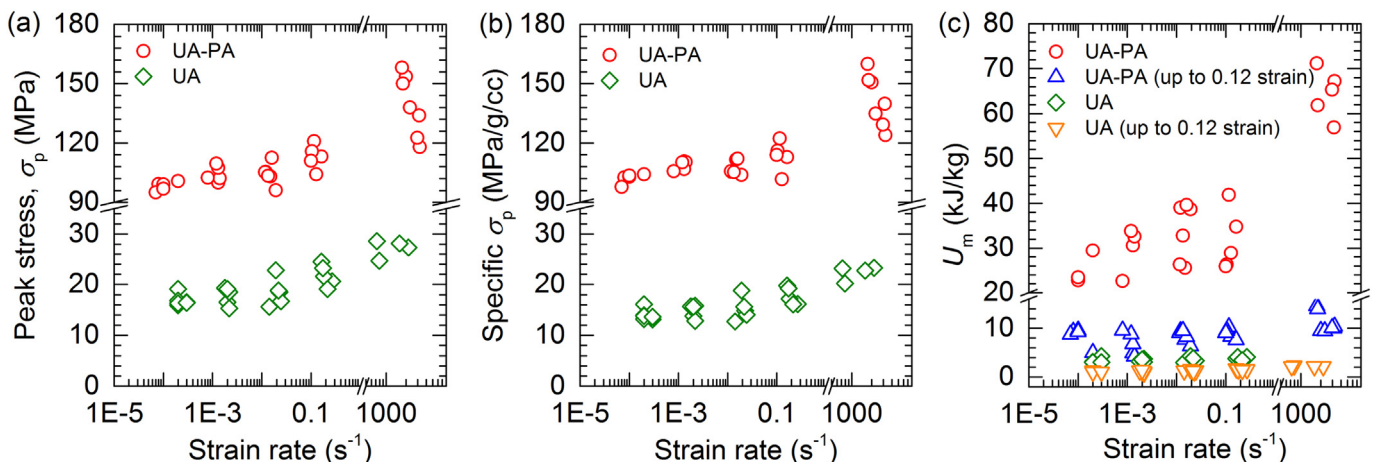 (a)
180
150
120
90
30
20
10
0
Peak stress, σp (MPa)
UA-PA
UA
1E-5 1E-3 0.1 1000
Strain rate (s-1)
(b)
180
150
120
90
30
20
10
0
Specific σp (MPa/g/cc)
UA-PA
UA
1E-5 1E-3 0.1 1000
Strain rate (s-1)
(c)
80
70
60
50
40
30
20
10
0
Um (kJ/kg)
UA-PA
UA-PA (up to 0.12 strain)
UA
UA (up to 0.12 strain)
1E-5 1E-3 0.1 1000
Strain rate (s-1)